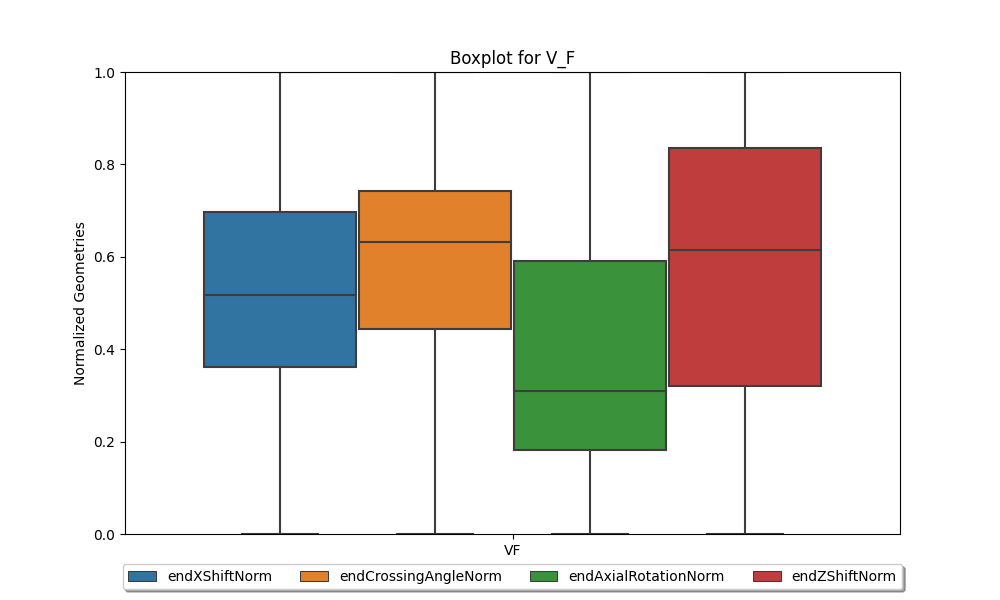 Boxplot for V_F
1.0
0.8
0.6
0.4
0.2
0.0
Normalized Geometries
VF
endXShiftNorm endCrossingAngleNorm endAxialRotationNorm endZShiftNorm